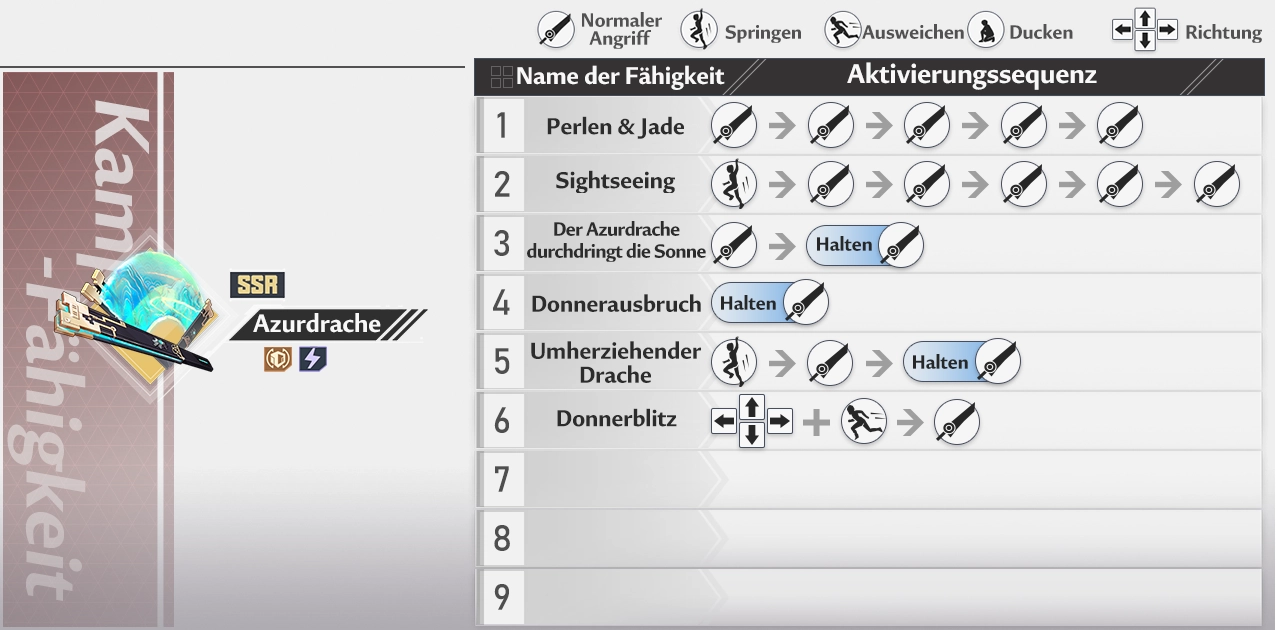 Normaler
Angriff
Springen
Ausweichen
Ducken
Richtung
Name der Fähigkeit
Aktivierungssequenz
Kampf
-Fähigkeit
SSR
Azurdrache
1 Perlen & Jade
2 Sightseeing
3 Der Azurdrache
durchdringt die Sonne
Halten
4 Donnerausbruch Halten
5 Umherziehender
Drache
Halten
6 Donnerblitz
7
8
9